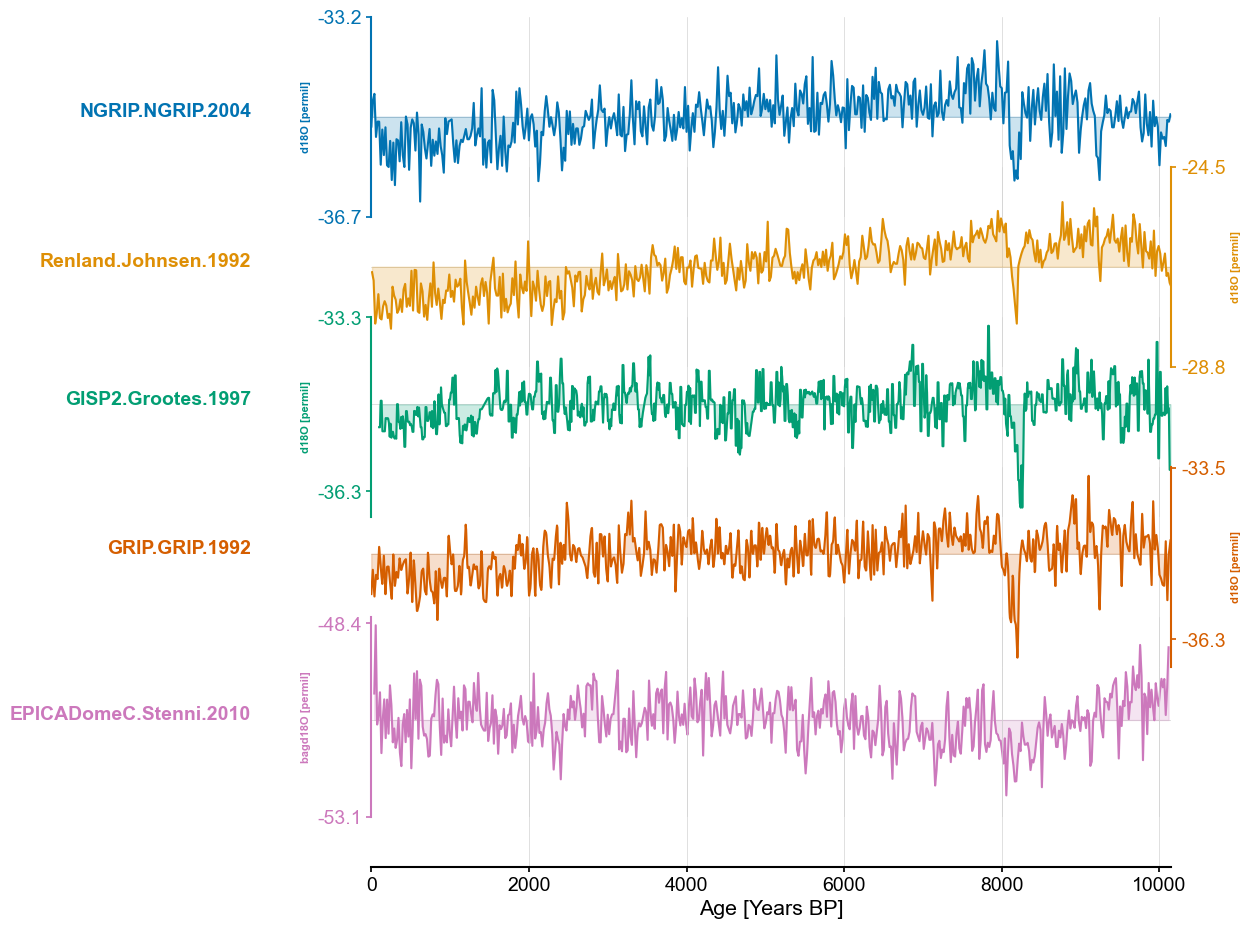 -33.2
NGRIP.NGRIP.2004
d18O [permil]
-36.7
-24.5
Renland.Johnsen.1992
d18O [permil]
-28.8
-33.3
GISP2.Grootes.1997
d18O [permil]
-36.3
-33.5
GRIP.GRIP.1992
d18O [permil]
-36.3
-48.4
EPICADomeC.Stenni.2010
bagd18O [permil]
-53.1
0 2000 4000 6000 8000 10000
Age [Years BP]